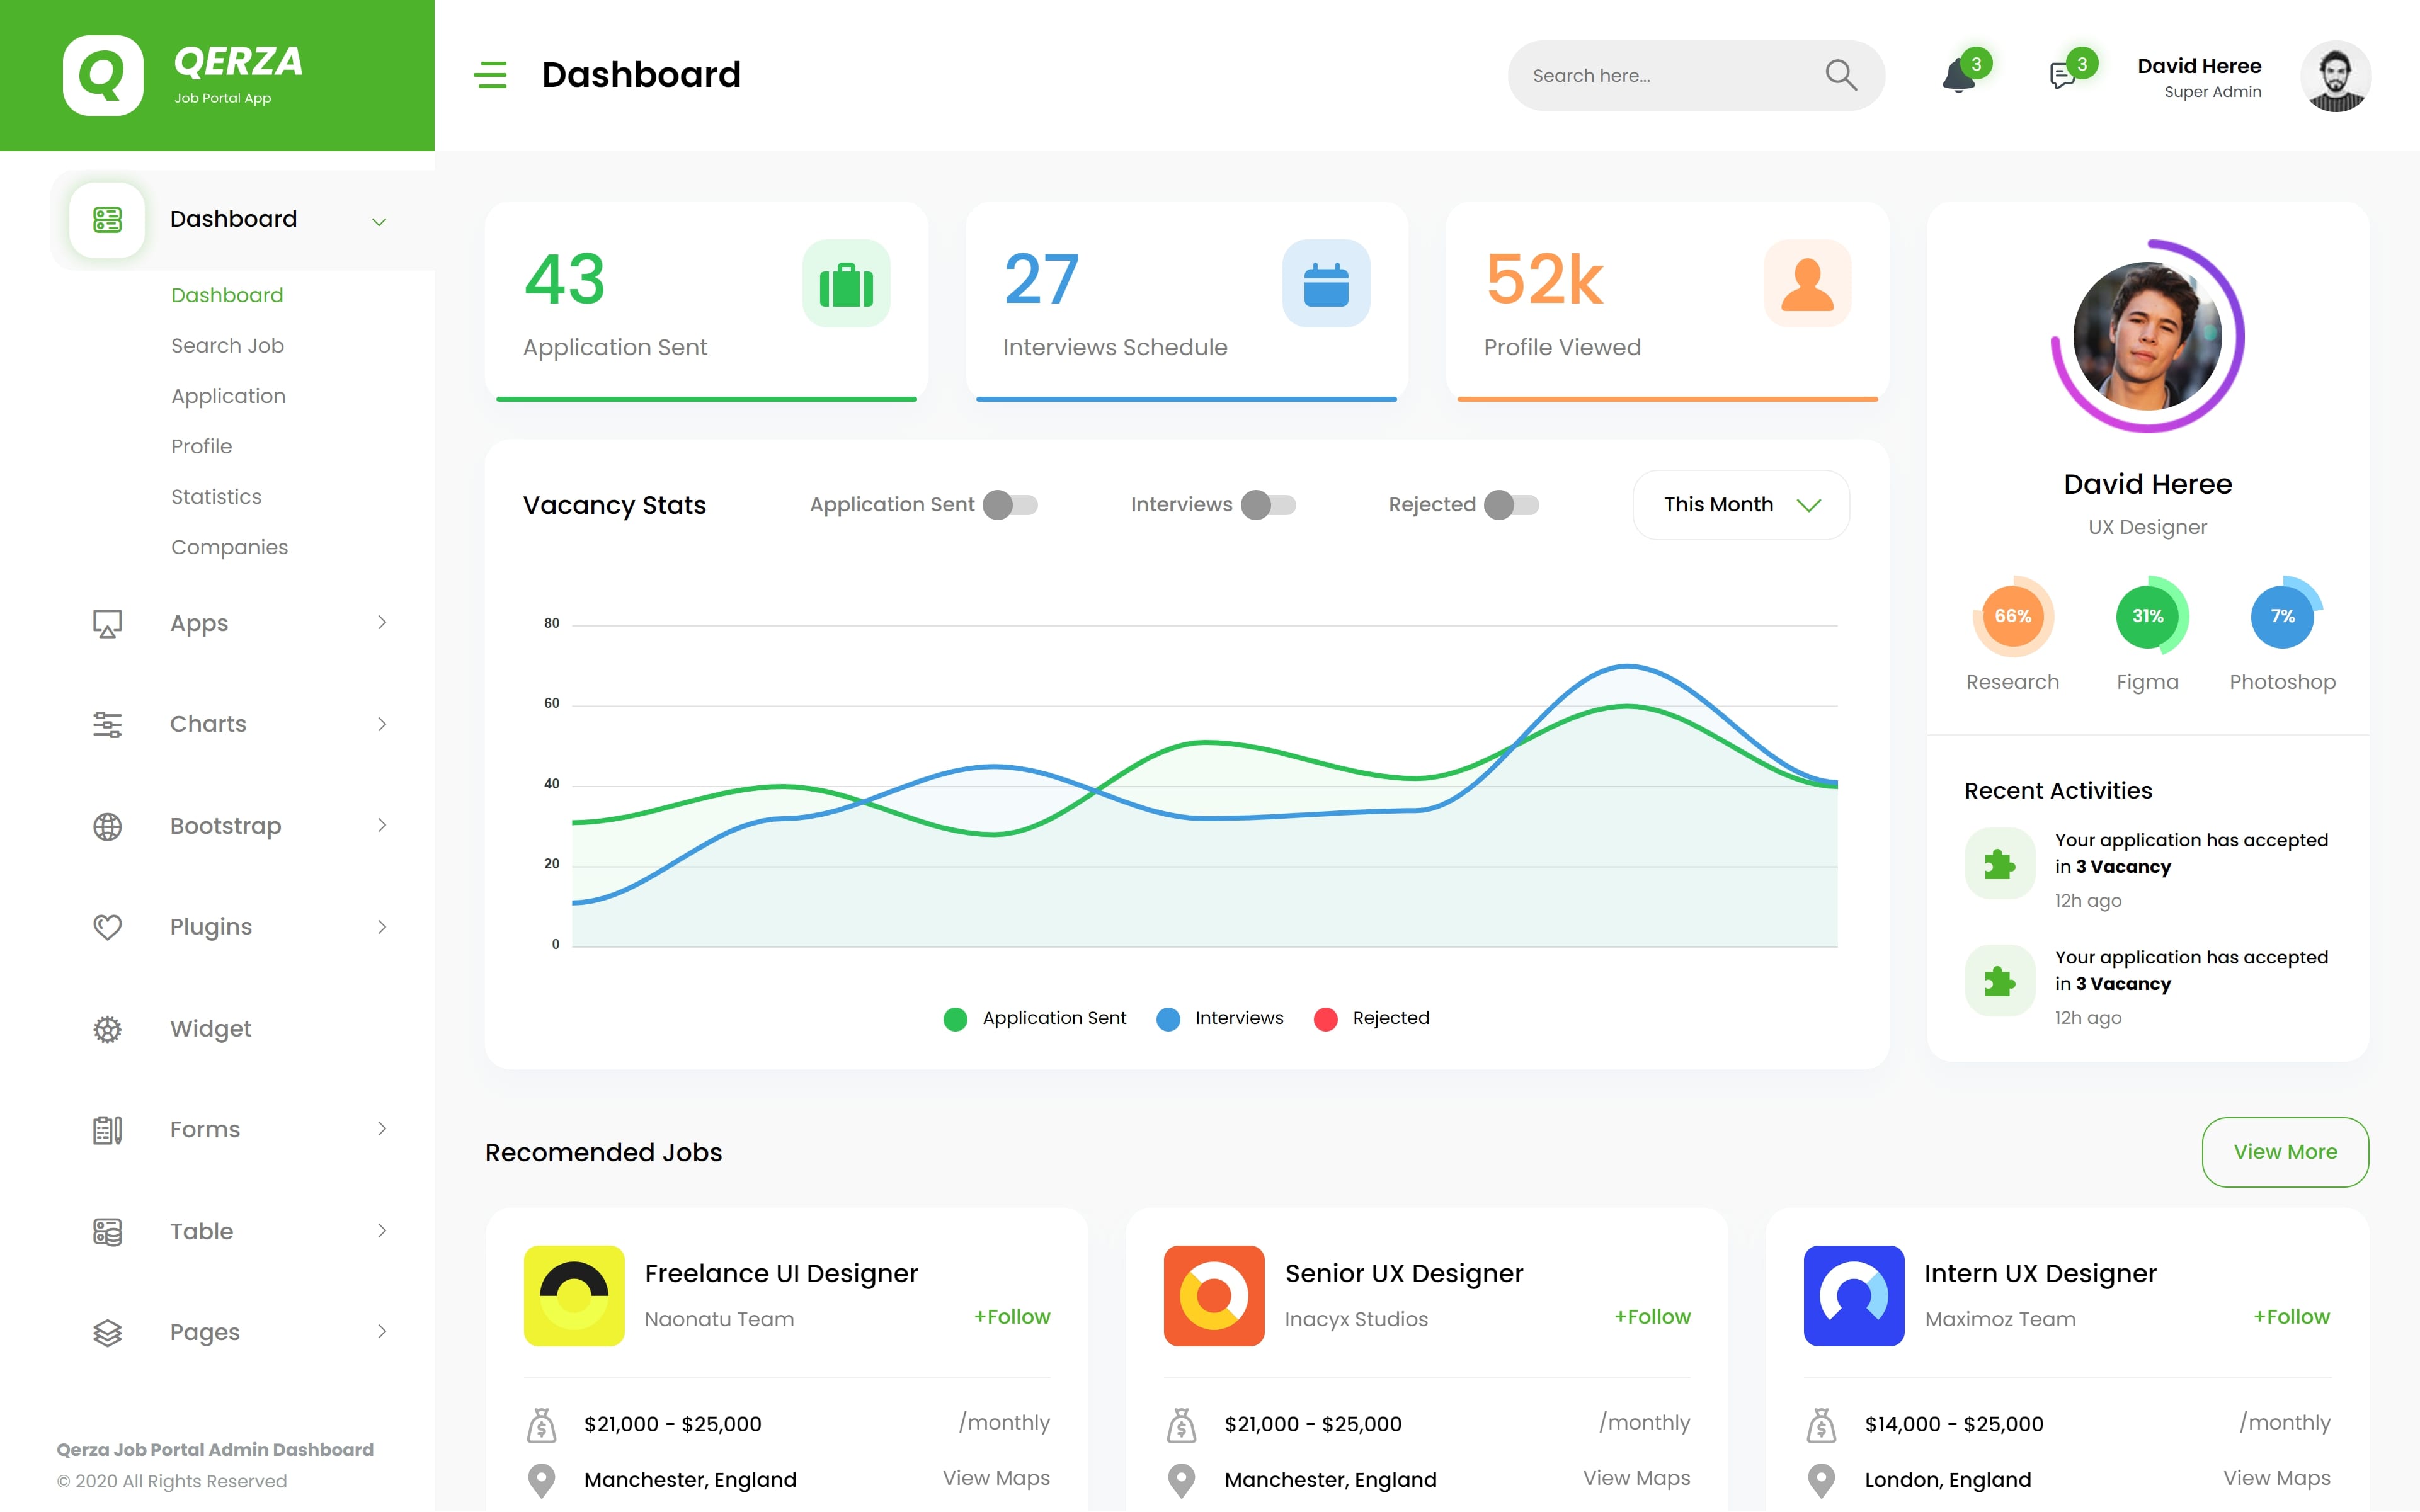 Q
QERZA
Job Portal App
Dashboard
Search here...
3
3
David Heree
Super Admin
Dashboard
Dashboard
Search Job
Application
Profile
Statistics
Companies
Apps
Charts
Bootstrap
Plugins
Widget
Forms
Table
Pages
Qerza Job Portal Admin Dashboard
© 2020 All Rights Reserved
43
Application Sent
27
Interviews Schedule
52k
Profile Viewed
Vacancy Stats
Application Sent
Interviews
Rejected
This Month
80
60
40
20
0
Application Sent
Interviews
Rejected
David Heree
UX Designer
66%
31%
7%
Research
Figma
Photoshop
Recent Activities
Your application has accepted
in 3 Vacancy
12h ago
Your application has accepted
in 3 Vacancy
12h ago
Recomended Jobs
View More
Freelance UI Designer
Naonatu Team
+Follow
$21,000 - $25,000
/monthly
Manchester, England
View Maps
Senior UX Designer
Inacyx Studios
+Follow
$21,000 - $25,000
/monthly
Manchester, England
View Maps
Intern UX Designer
Maximoz Team
+Follow
$14,000 - $25,000
/monthly
London, England
View Maps